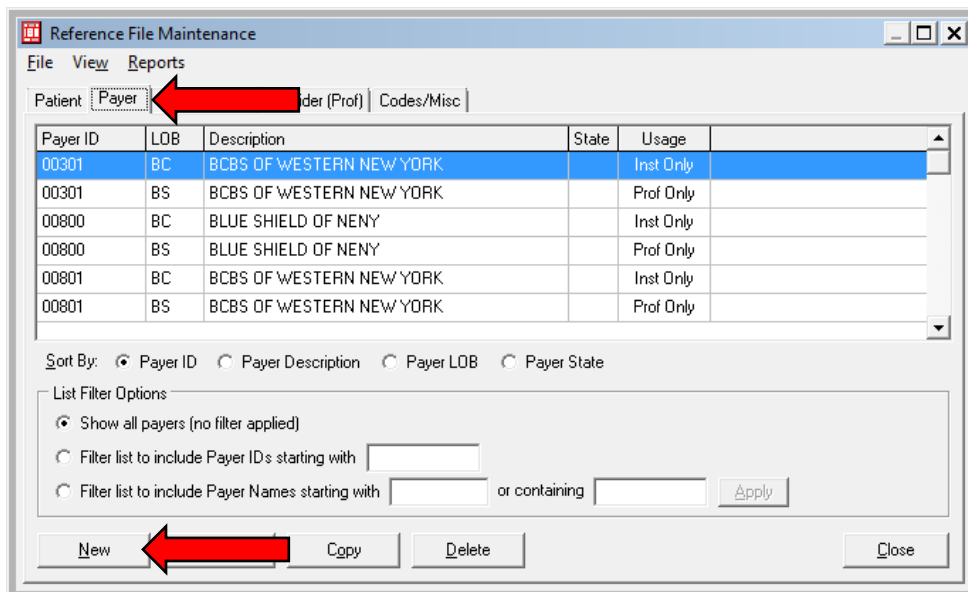 Reference File Maintenance
File View Reports
Patient Payer ider (Prof) Codes/Misc
Payer ID LOB Description State Usage
00301 BC BCBS OF WESTERN NEW YORK Inst Only
00301 BS BCBS OF WESTERN NEW YORK Prof Only
00800 BC BLUE SHIELD OF NENY Inst Only
00800 BS BLUE SHIELD OF NENY Prof Only
00801 BC BCBS OF WESTERN NEW YORK Inst Only
00801 BS BCBS OF WESTERN NEW YORK Prof Only
Sort By: Payer ID Payer Description Payer LOB Payer State
List Filter Options
Show all payers (no filter applied)
Filter list to include Payer IDs starting with
Filter list to include Payer Names starting with or containing Apply
New Copy Delete Close